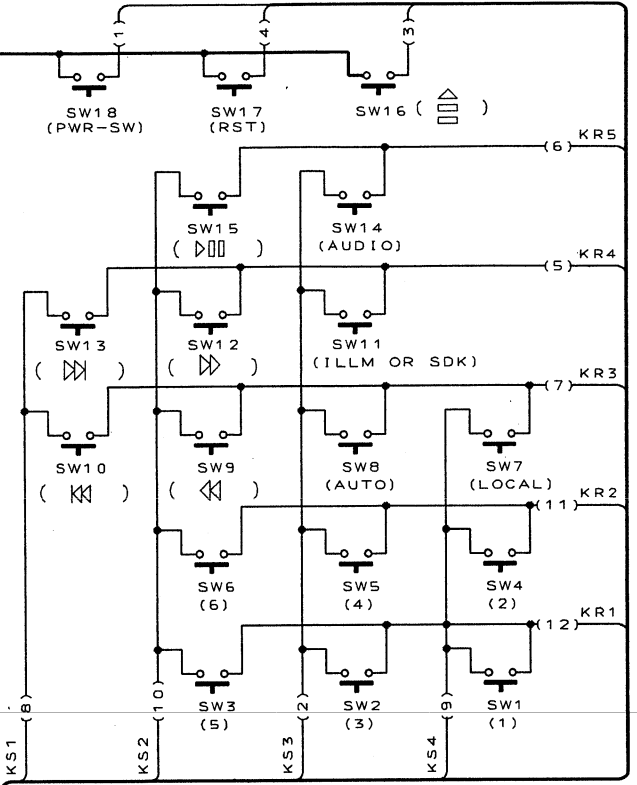 (1) (4) (3)
SW18 SW17 SW16 ( )
(PWR-SW) (RST)
(6) KR5
SW15 SW14
( ) (AUDIO)
(5) KR4
SW13 SW12 SW11
( ) ( ) (ILLM OR SDK)
(7) KR3
SW10 SW9 SW8 SW7
( ) ( ) (AUTO) (LOCAL)
(11) KR2
SW6 SW5 SW4
(6) (4) (2)
(12) KR1
SW3 SW2 SW1
(5) (3) (1)
(8) (10) (2) (9)
KS1 KS2 KS3 KS4